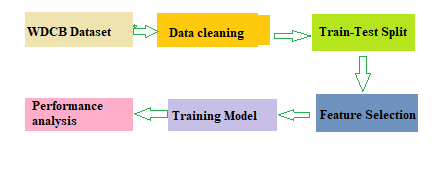 WDCB Dataset
Data cleaning
Train-Test Split
Feature Selection
Training Model
Performance
analysis